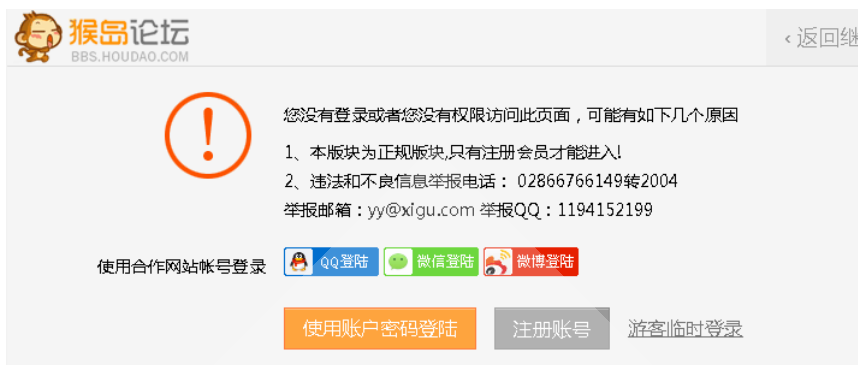 猴岛论坛
BBS.HOUDAO.COM
‹返回继
您没有登录或者您没有权限访问此页面，可能有如下几个原因
1、本版块为正规版块,只有注册会员才能进入!
2、违法和不良信息举报电话： 02866766149转2004
举报邮箱：yy@xigu.com 举报QQ：1194152199
使用合作网站帐号登录
QQ登陆 微信登陆 微博登陆
使用账户密码登陆 注册账号 游客临时登录